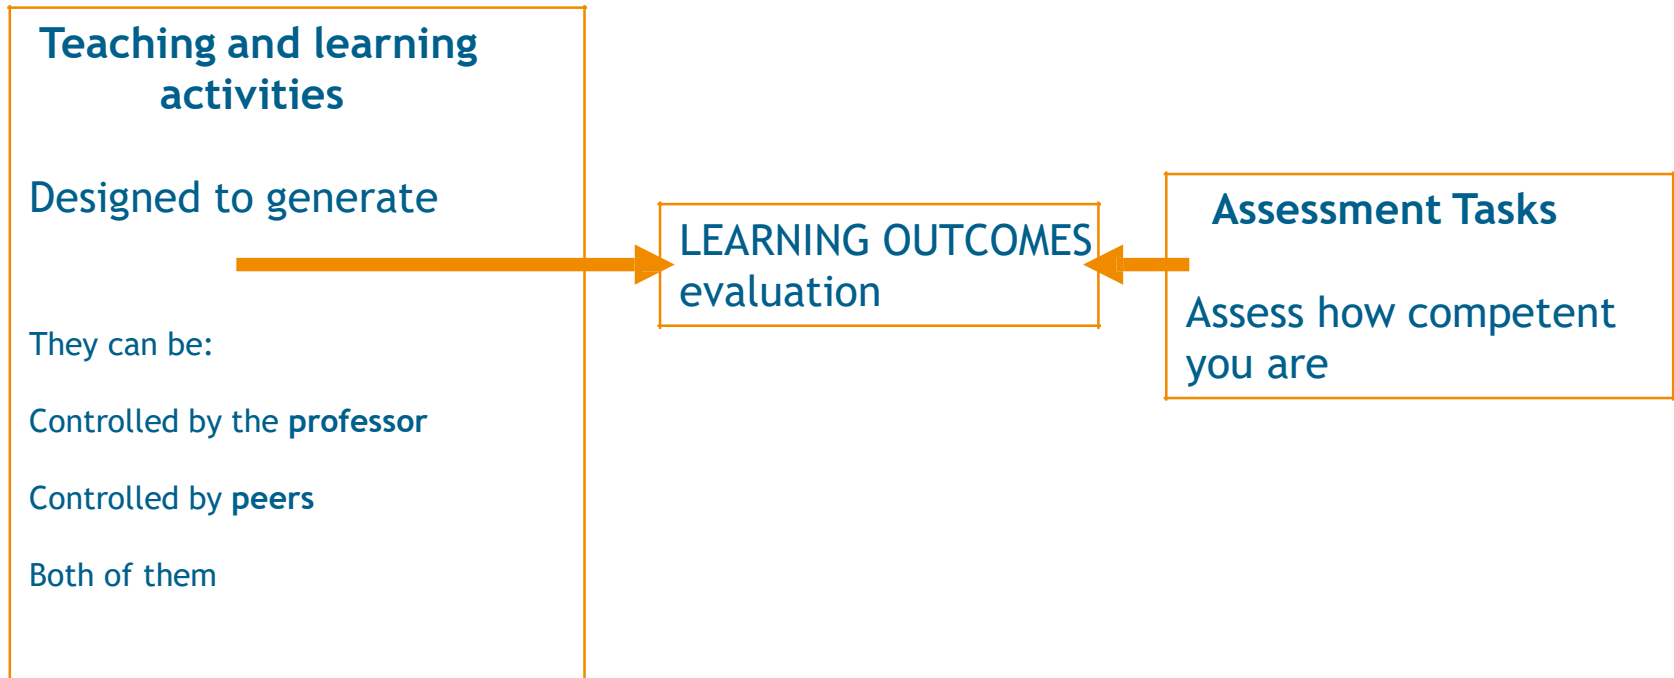 Teaching and learning
activities
Designed to generate
They can be:
Controlled by the professor
Controlled by peers
Both of them
LEARNING OUTCOMES
evaluation
Assessment Tasks
Assess how competent
you are